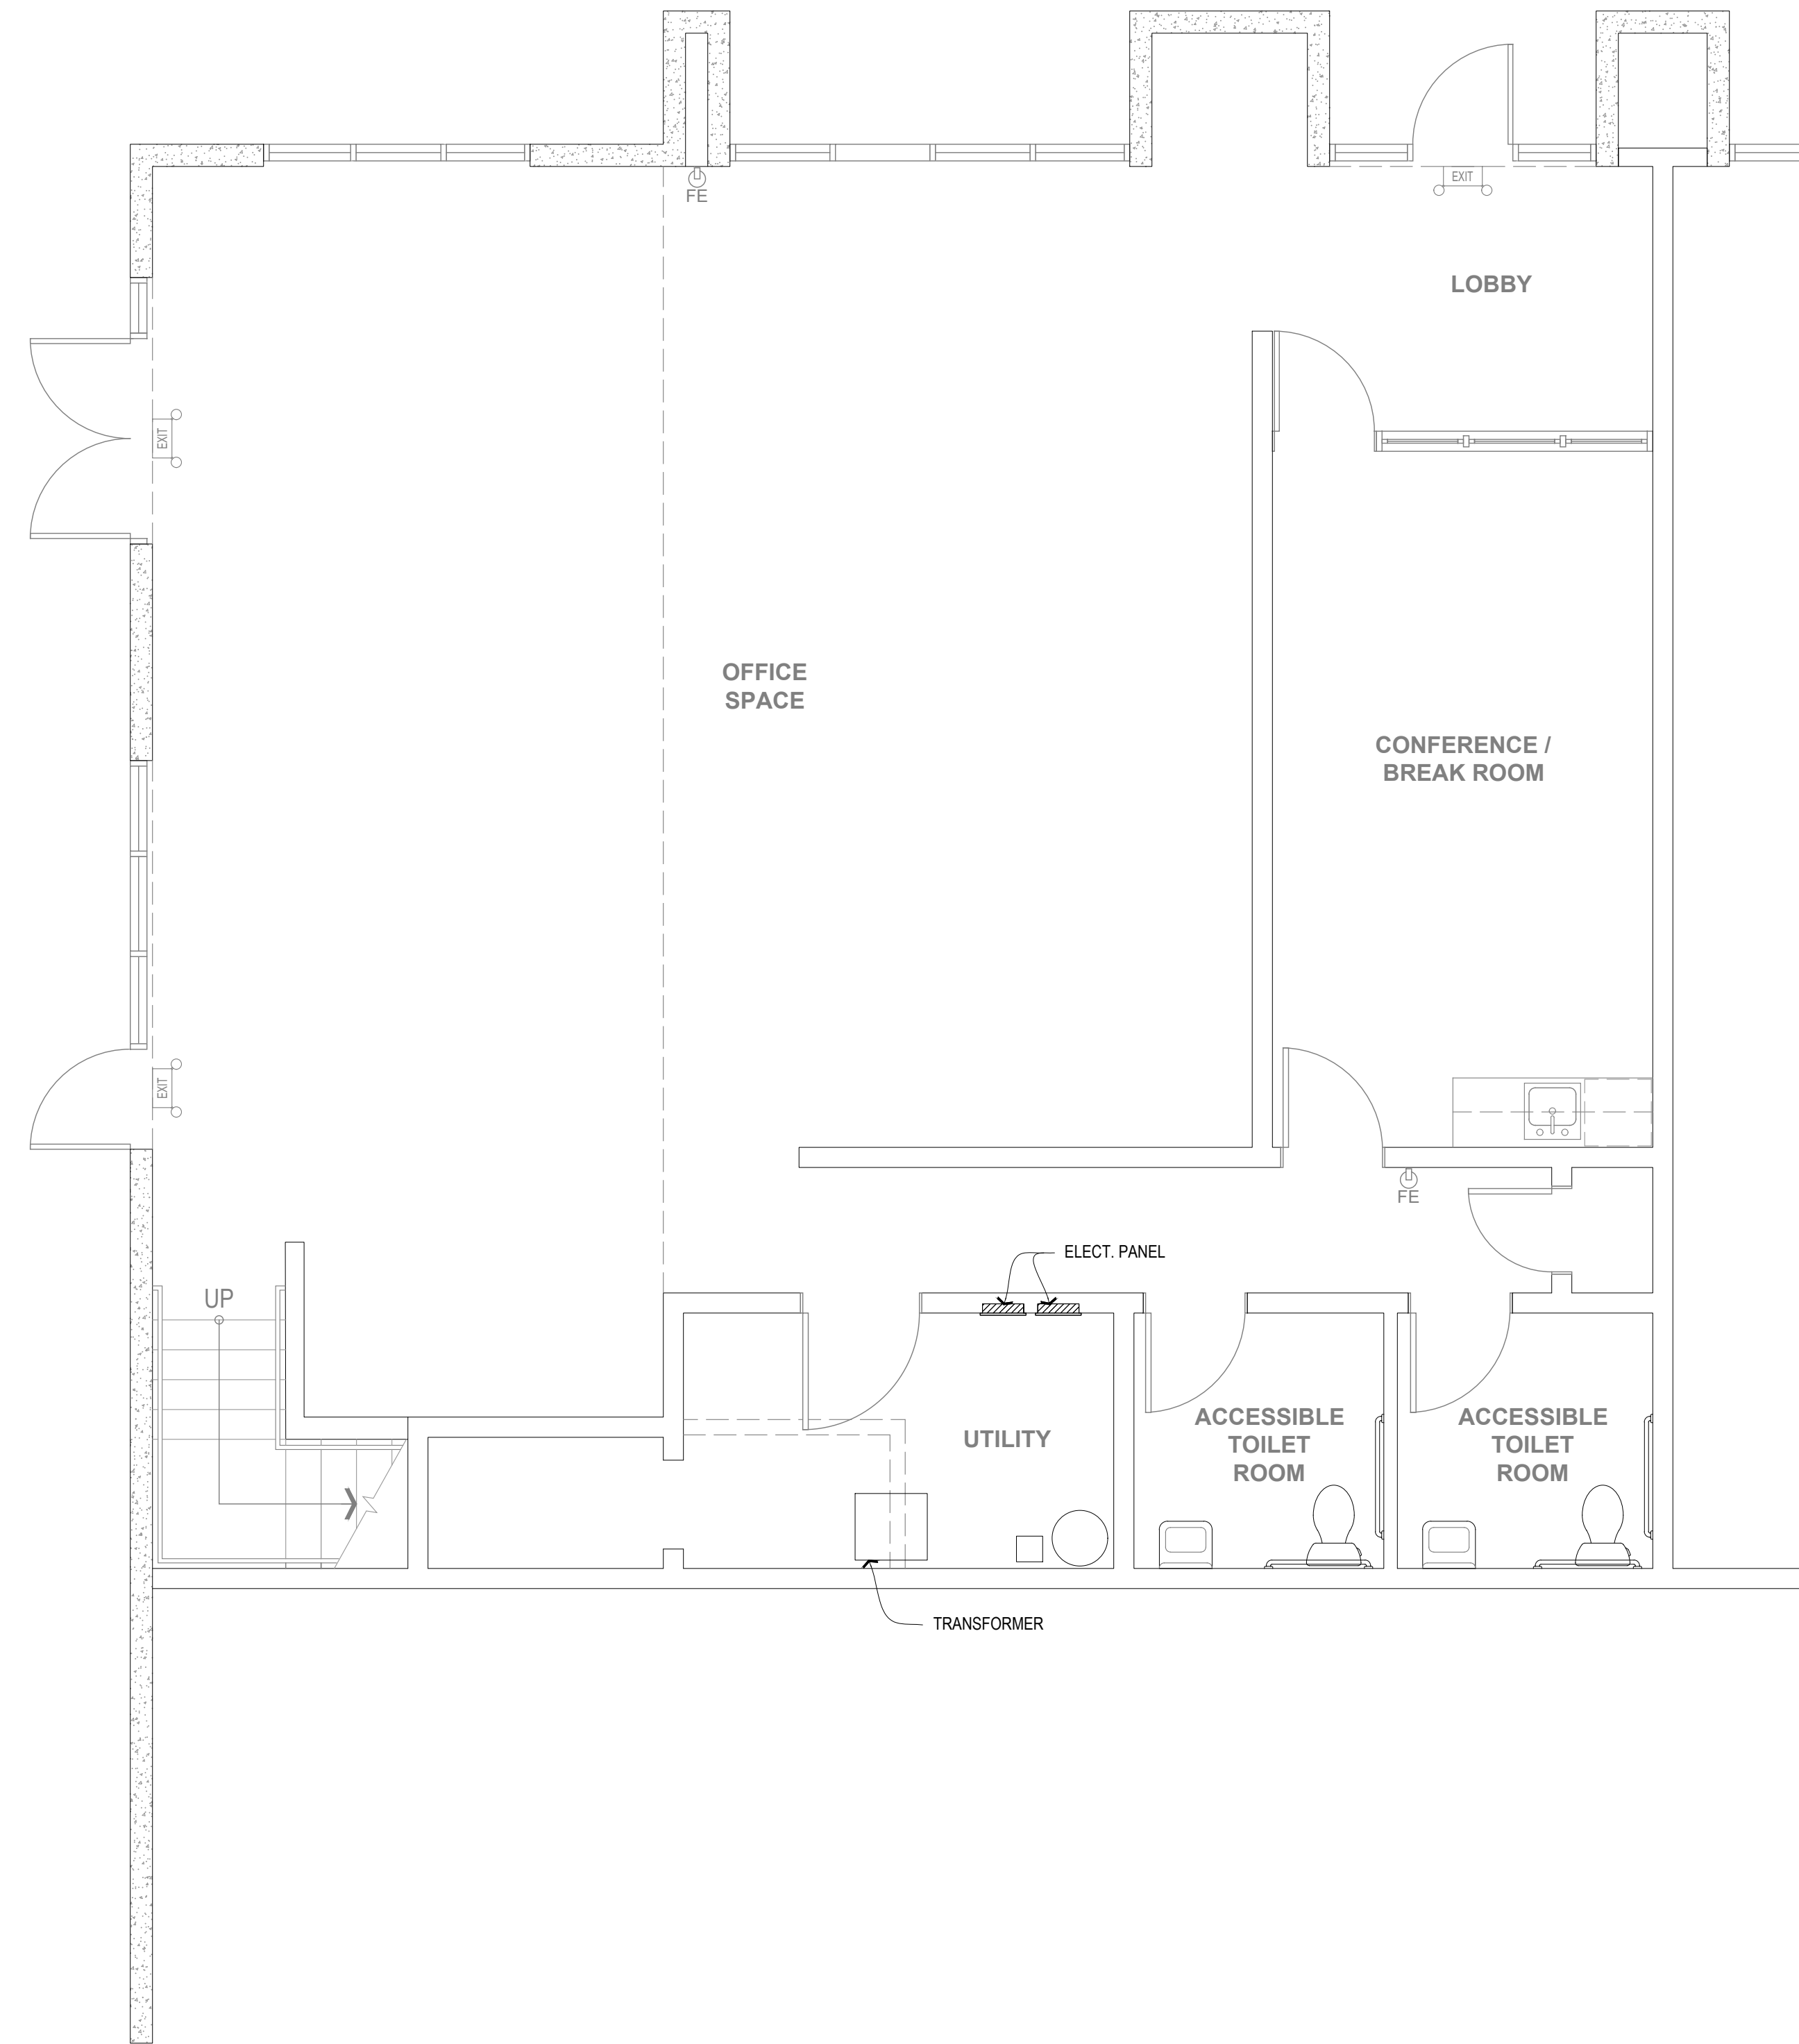 EXIT
FE
LOBBY
EXIT
OFFICE
SPACE
CONFERENCE /
BREAK ROOM
EXIT
FE
ELECT. PANEL
UP
ACCESSIBLE
TOILET
ROOM
ACCESSIBLE
TOILET
ROOM
UTILITY
TRANSFORMER